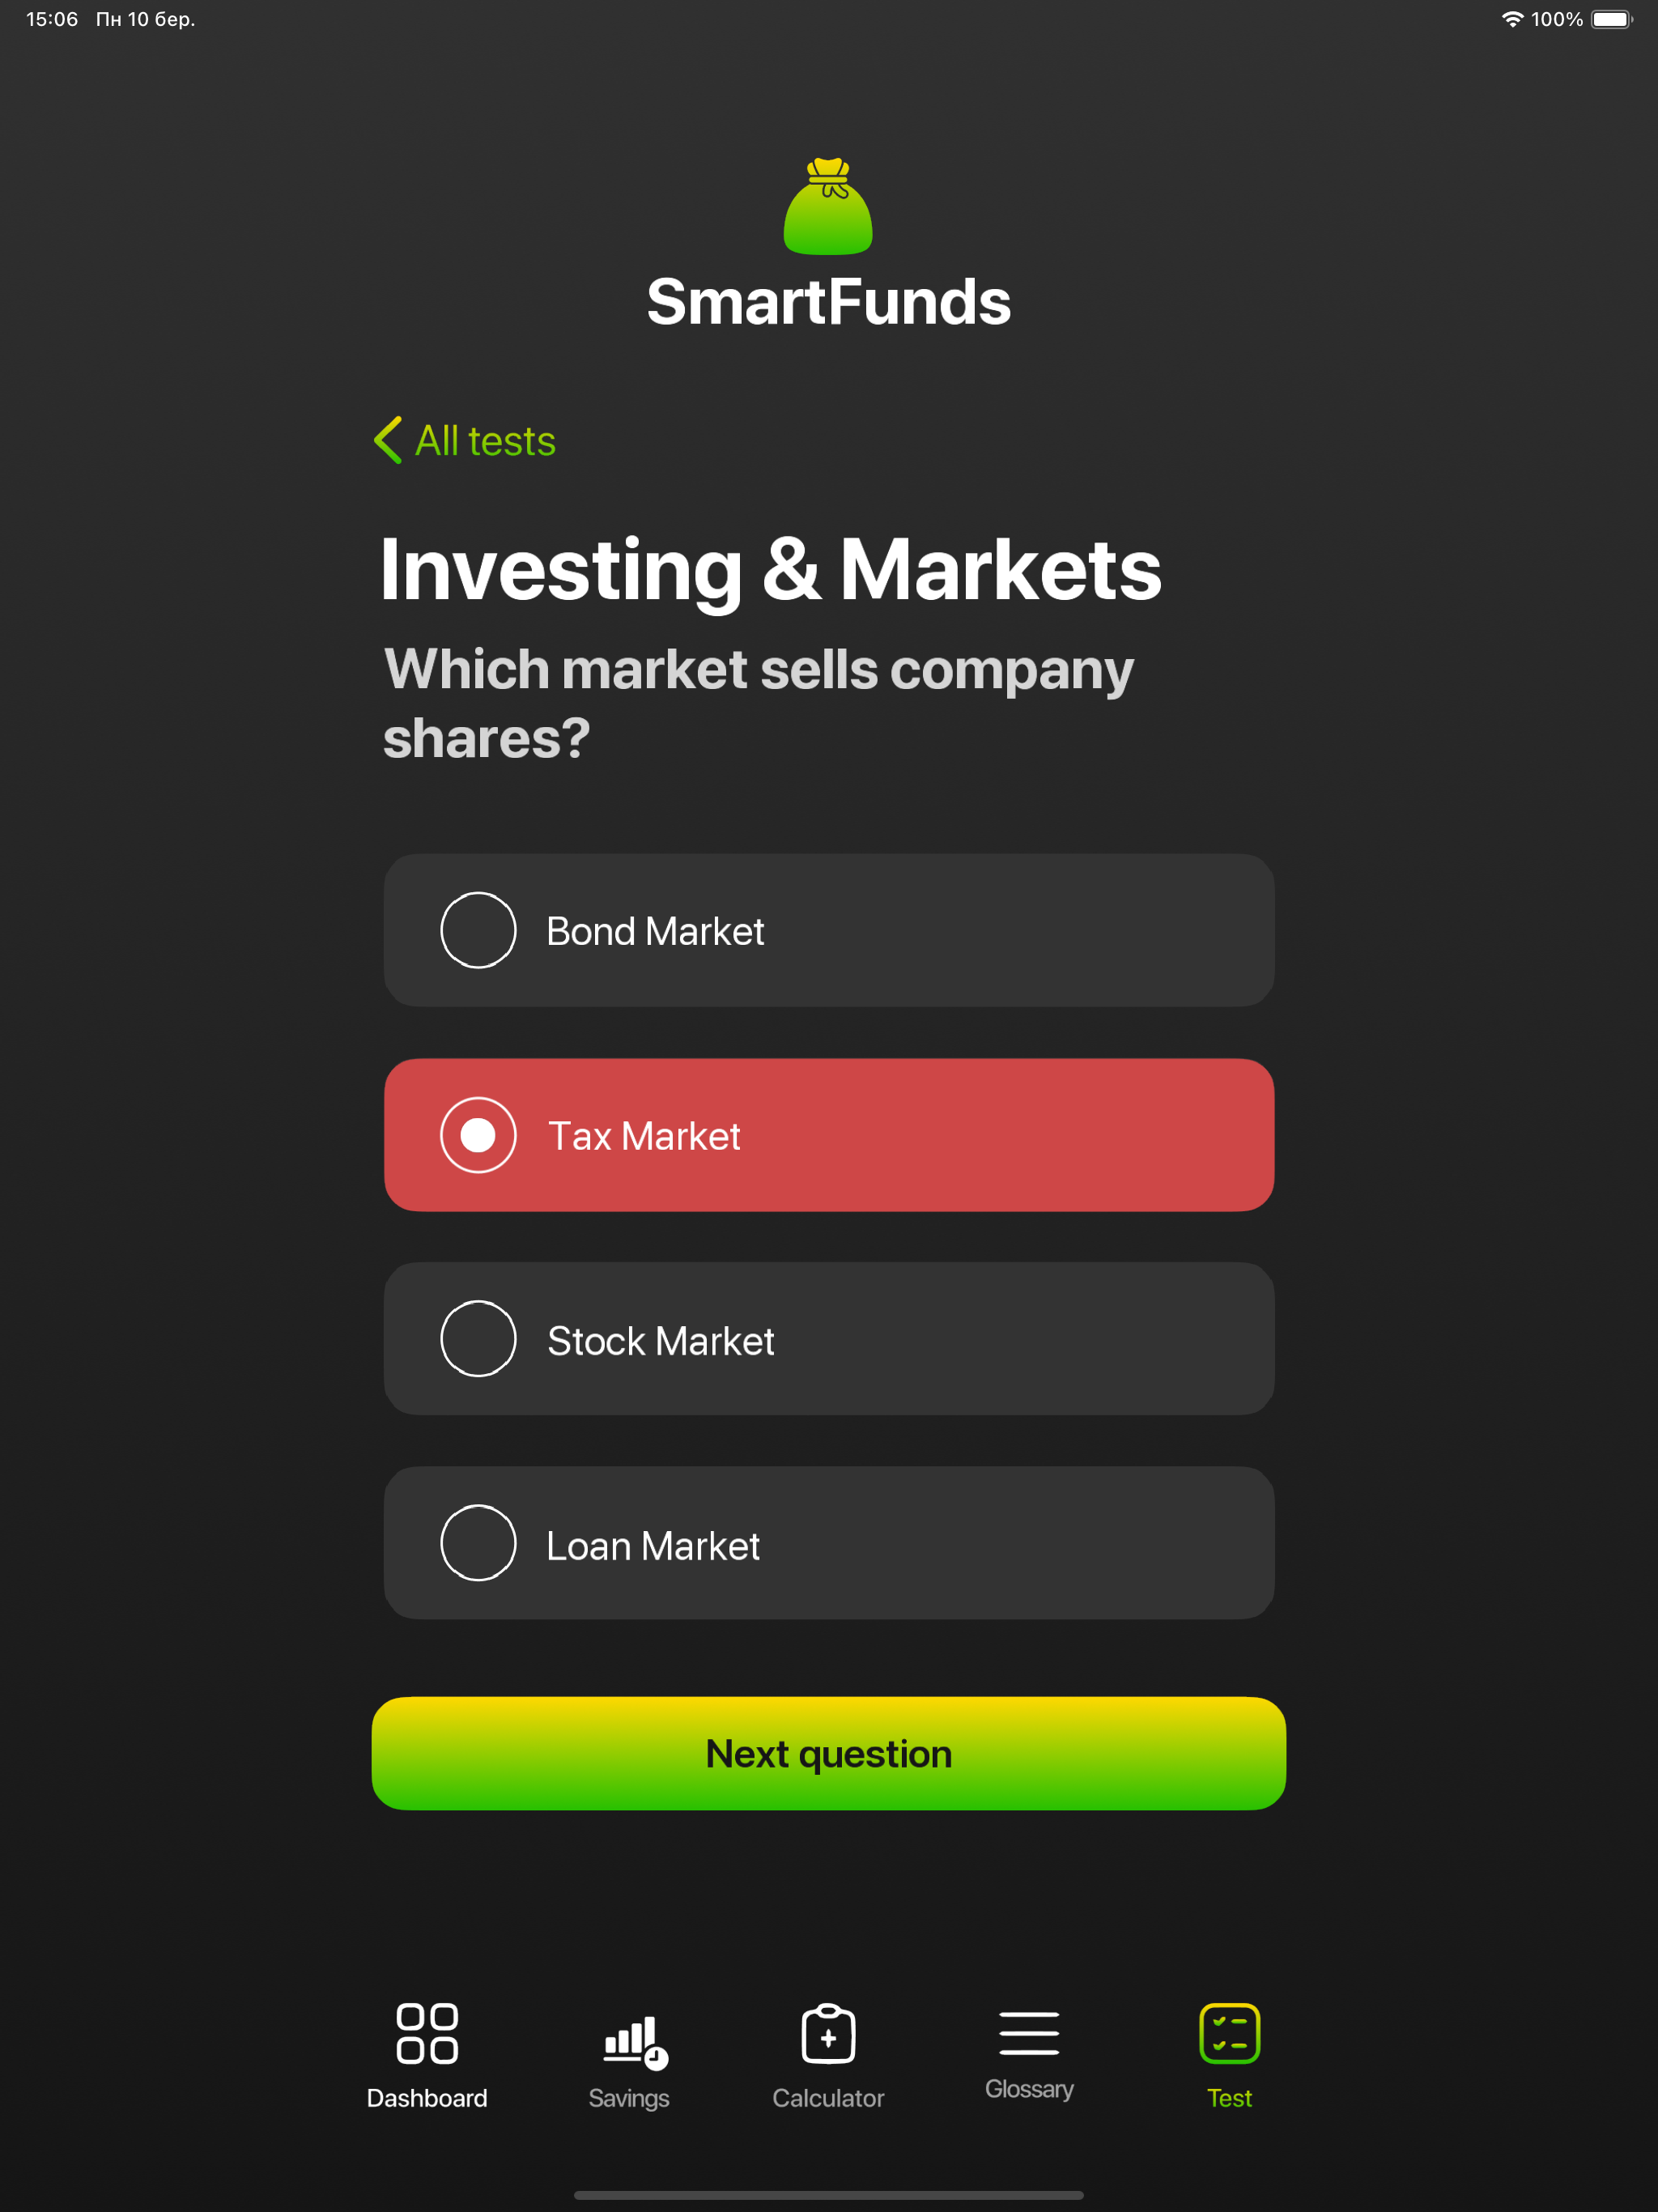 15:06 Пн 10 бер.
100%
SmartFunds
All tests
Investing & Markets
Which market sells company
shares?
Bond Market
Tax Market
Stock Market
Loan Market
Next question
Dashboard
Savings
Calculator
Glossary
Test